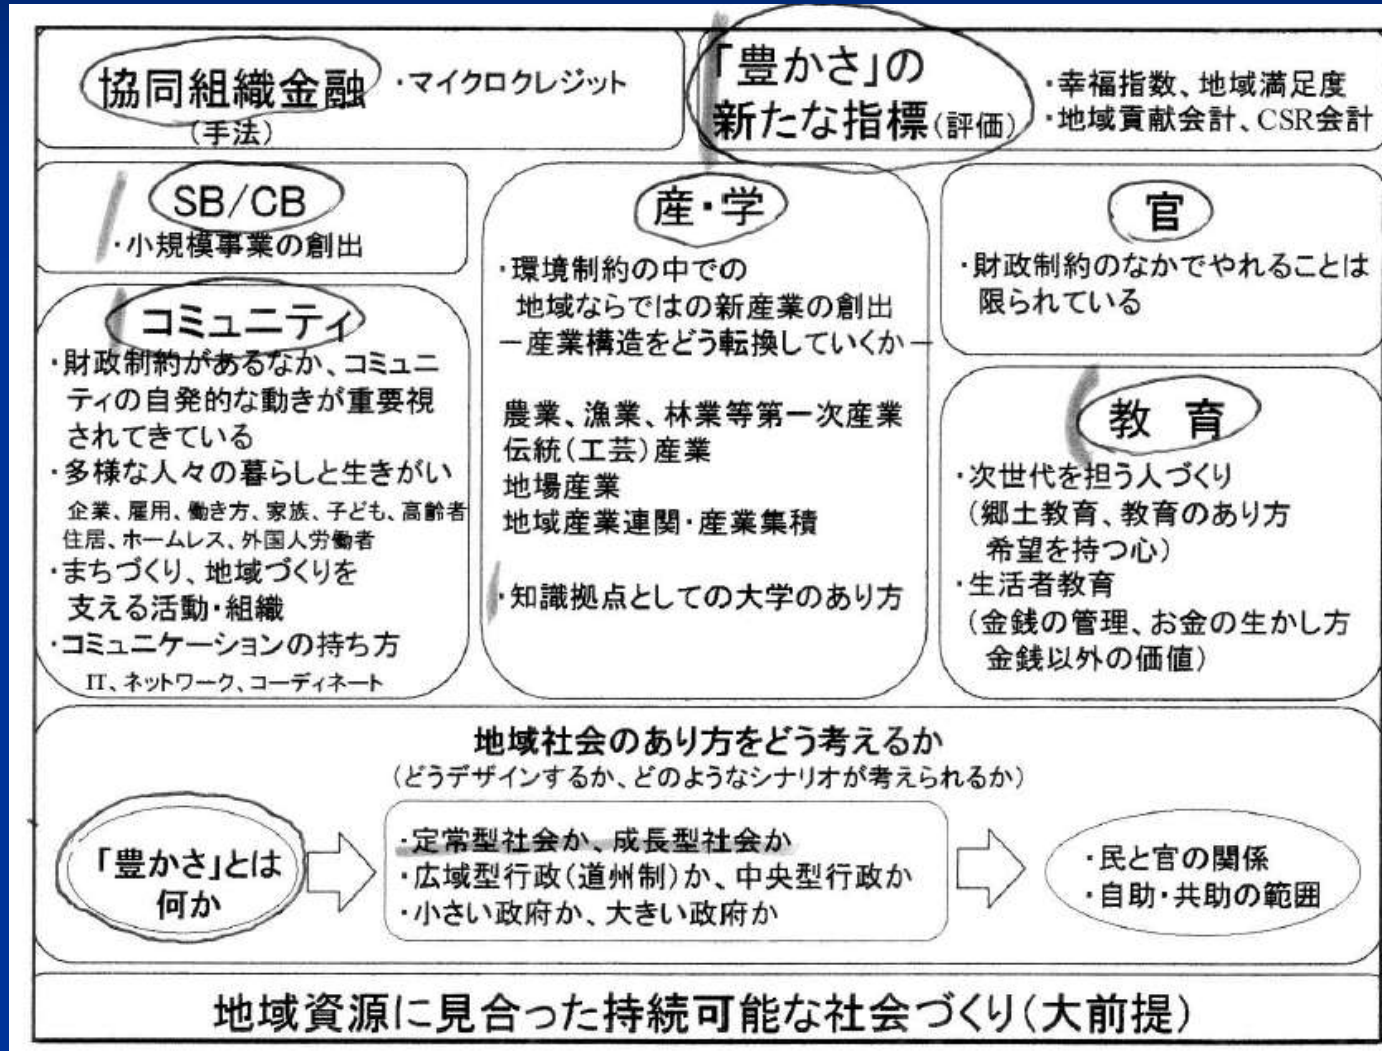 協同組織金融 ・マイクロクレジット
(手法)
「豊かさ」の
新たな指標(評価)
・幸福指数、地域満足度
・地域貢献会計、CSR会計
SB/CB
・小規模事業の創出
コミュニティ
・財政制約があるなか、コミュニ
ティの自発的な動きが重要視
されてきている
・多様な人々の暮らしと生きがい
企業、雇用、働き方、家族、子ども、高齢者
住居、ホームレス、外国人労働者
・まちづくり、地域づくりを
支える活動・組織
・コミュニケーションの持ち方
IT、ネットワーク、コーディネート
産・学
・環境制約の中での
地域ならではの新産業の創出
－産業構造をどう転換していくか－
農業、漁業、林業等第一次産業
伝統(工芸)産業
地場産業
地域産業連関・産業集積
・知識拠点としての大学のあり方
官
・財政制約のなかでやれることは
限られている
教 育
・次世代を担う人づくり
(郷土教育、教育のあり方
希望を持つ心)
・生活者教育
(金銭の管理、お金の生かし方
金銭以外の価値)
地域社会のあり方をどう考えるか
(どうデザインするか、どのようなシナリオが考えられるか)
「豊かさ」とは
何か
・定常型社会か、成長型社会か
・広域型行政(道州制)か、中央型行政か
・小さい政府か、大きい政府か
・民と官の関係
・自助・共助の範囲
地域資源に見合った持続可能な社会づくり(大前提)